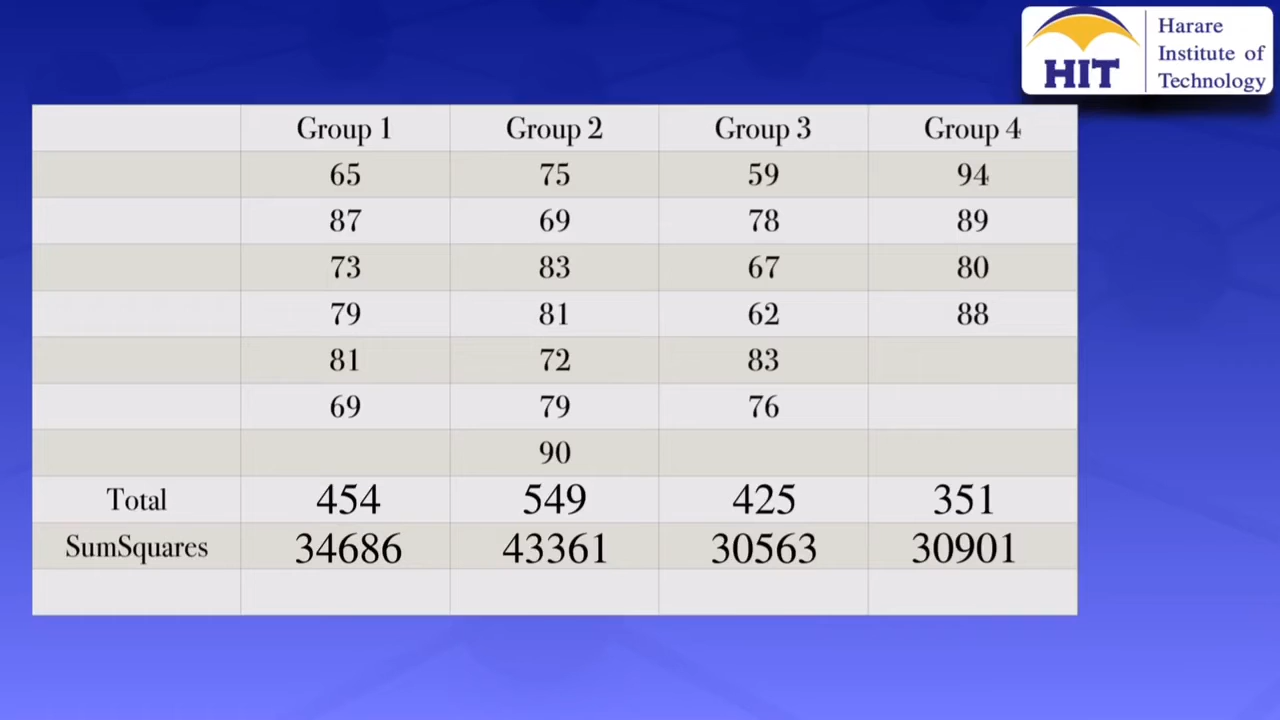 HIT
Harare
Institute of
Technology
Group 1 Group 2 Group 3 Group 4
65 75 59 94
87 69 78 89
73 83 67 80
79 81 62 88
81 72 83
69 79 76
90
Total 454 549 425 351
SumSquares 34686 43361 30563 30901